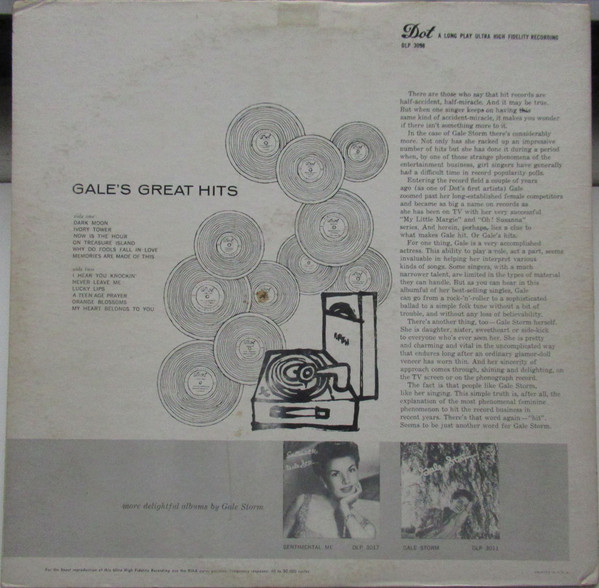 Dot A LONG PLAY ULTRA HIGH FIDELITY RECORDING
DLP 3098
GALE'S GREAT HITS
side one:
DARK MOON
IVORY TOWER
NOW IS THE HOUR
ON TREASURE ISLAND
WHY DO FOOLS FALL IN LOVE
MEMORIES ARE MADE OF THIS
side two:
I HEAR YOU KNOCKIN'
NEVER LEAVE ME
LUCKY LIPS
A TEEN AGE PRAYER
ORANGE BLOSSOMS
MY HEART BELONGS TO YOU
There are those who say that hit records are
half-accident, half-miracle. And it may be true.
But when one singer keeps on having this
same kind of accident-miracle, it makes you wonder
if there isn't something more to it.
In the case of Gale Storm there's considerably
more. Not only has she racked up an impressive
number of hits but she has done it during a period
when, by one of those strange phenomena of the
entertainment business, girl singers have generally
had a difficult time in record popularity polls.
Entering the record field a couple of years
ago (as one of Dot's first artists) Gale
zoomed past her long-established female competitors
and became as big a name on records as
she has been on TV with her very successful
"My Little Margie" and "Oh! Susanna"
series. And herein, perhaps, lies a clue to
what makes Gale hit. Or Gale's hits:
For one thing, Gale is a very accomplished
actress. This ability to play a role, act a part, seems
invaluable in helping her interpret various
kinds of songs. Some singers, with a much
narrower talent, are limited in the types of material
they can handle. But as you can hear in this
albumful of her best-selling singles, Gale
can go from a rock-'n'-roller to a sophisticated
ballad to a simple folk tune without a bit of
trouble, and without any loss of believability.
There's another thing, too—Gale Storm herself.
She is daughter, sister, sweetheart or side-kick
to everyone who's ever seen her. She is pretty
and charming and vital in the uncomplicated way
that endures long after an ordinary glamor-doll
veneer has worn thin. And her sincerity of
approach comes through, shining and delighting, on
the TV screen or on the phonograph record.
The fact is that people like Gale Storm,
like her singing. This simple truth is, after all, the
explanation of the most phenomenal feminine
phenomenon to hit the record business in
recent years. There's that word again—"hit".
Seems to be just another word for Gale Storm.
more delightful albums by Gale Storm
Sentimental
Gale Storm
SENTIMENTAL ME DLP 3017
GALE STORM DLP 3011